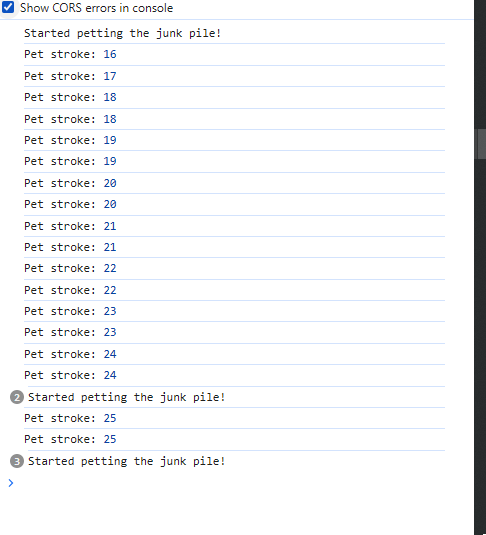 Show CORS errors in console
Started petting the junk pile!
Pet stroke: 16
Pet stroke: 17
Pet stroke: 18
Pet stroke: 18
Pet stroke: 19
Pet stroke: 19
Pet stroke: 20
Pet stroke: 20
Pet stroke: 21
Pet stroke: 21
Pet stroke: 22
Pet stroke: 22
Pet stroke: 23
Pet stroke: 23
Pet stroke: 24
Pet stroke: 24
2 Started petting the junk pile!
Pet stroke: 25
Pet stroke: 25
3 Started petting the junk pile!